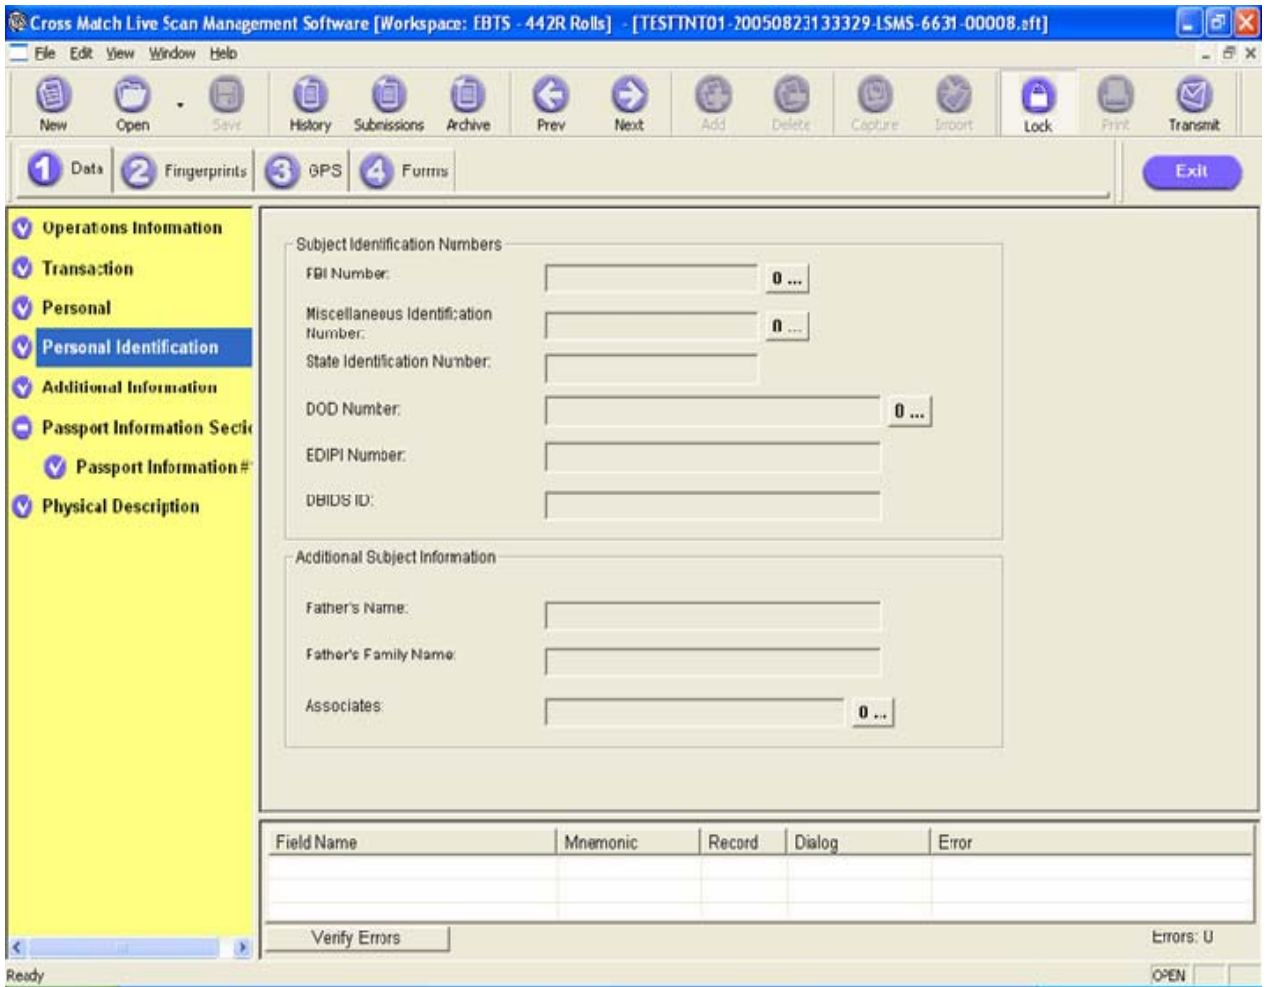 Cross Match Live Scan Management Software [Workspace: EBTS - 442R Rolls] - [TESTTNT01-20050823133329-LSMS-6631-00008.eft]
File Edit View Window Help
New Open Save History Submissions Archive Prev Next Add Delete Capture Import Lock Print Transmit
1 Data 2 Fingerprints 3 GPS 4 Forms Exit
Operations Information
Transaction
Personal
Personal Identification
Additional Information
Passport Information Sectio
Passport Information #
Physical Description
Subject Identification Numbers
FBI Number:
0 ...
Miscellaneous Identification
Number:
0 ...
State Identification Number:
DOD Number:
0 ...
EDIPI Number:
DBIDS ID:
Additional Subject Information
Father's Name:
Father's Family Name:
Associates
0 ...
Field Name Mnemonic Record Dialog Error
Verify Errors
Errors: 0
Ready
OPEN